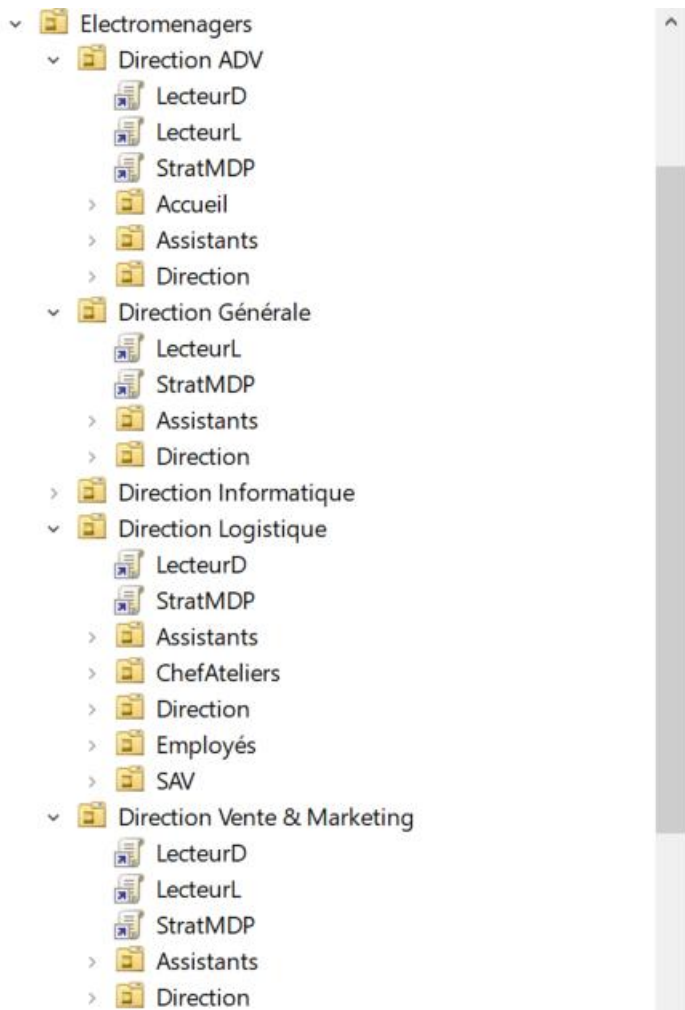 Electromenagers
Direction ADV
LecteurD
LecteurL
StratMDP
Accueil
Assistants
Direction
Direction Générale
LecteurL
StratMDP
Assistants
Direction
Direction Informatique
Direction Logistique
LecteurD
StratMDP
Assistants
ChefAteliers
Direction
Employés
SAV
Direction Vente & Marketing
LecteurD
LecteurL
StratMDP
Assistants
Direction